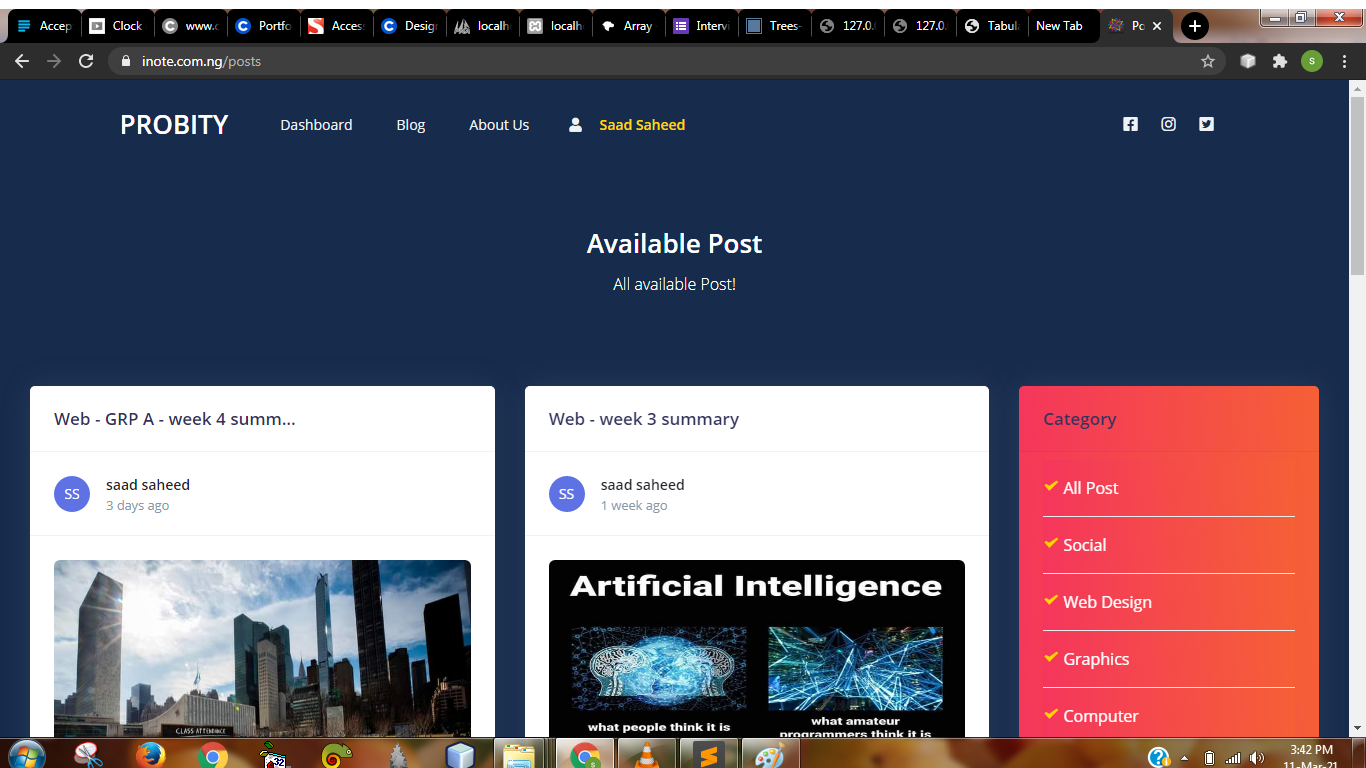 Accep
Clock
www.c
Portfo
Acces
Design
localh
localh
Array
Intervi
Trees-
127.0.
127.0.
Tabula
New Tab
Po
inote.com.ng/posts
S
PROBITY
Dashboard
Blog
About Us
Saad Saheed
Available Post
All available Post!
Web - GRP A - week 4 summ...
SS
saad saheed
3 days ago
CLASS ATTENDANCE
Web - week 3 summary
SS
saad saheed
1 week ago
Artificial Intelligence
what people think it is
what amateur
programmers think it is
Category
All Post
Social
Web Design
Graphics
Computer
32
3:42 PM
11-Mar-21